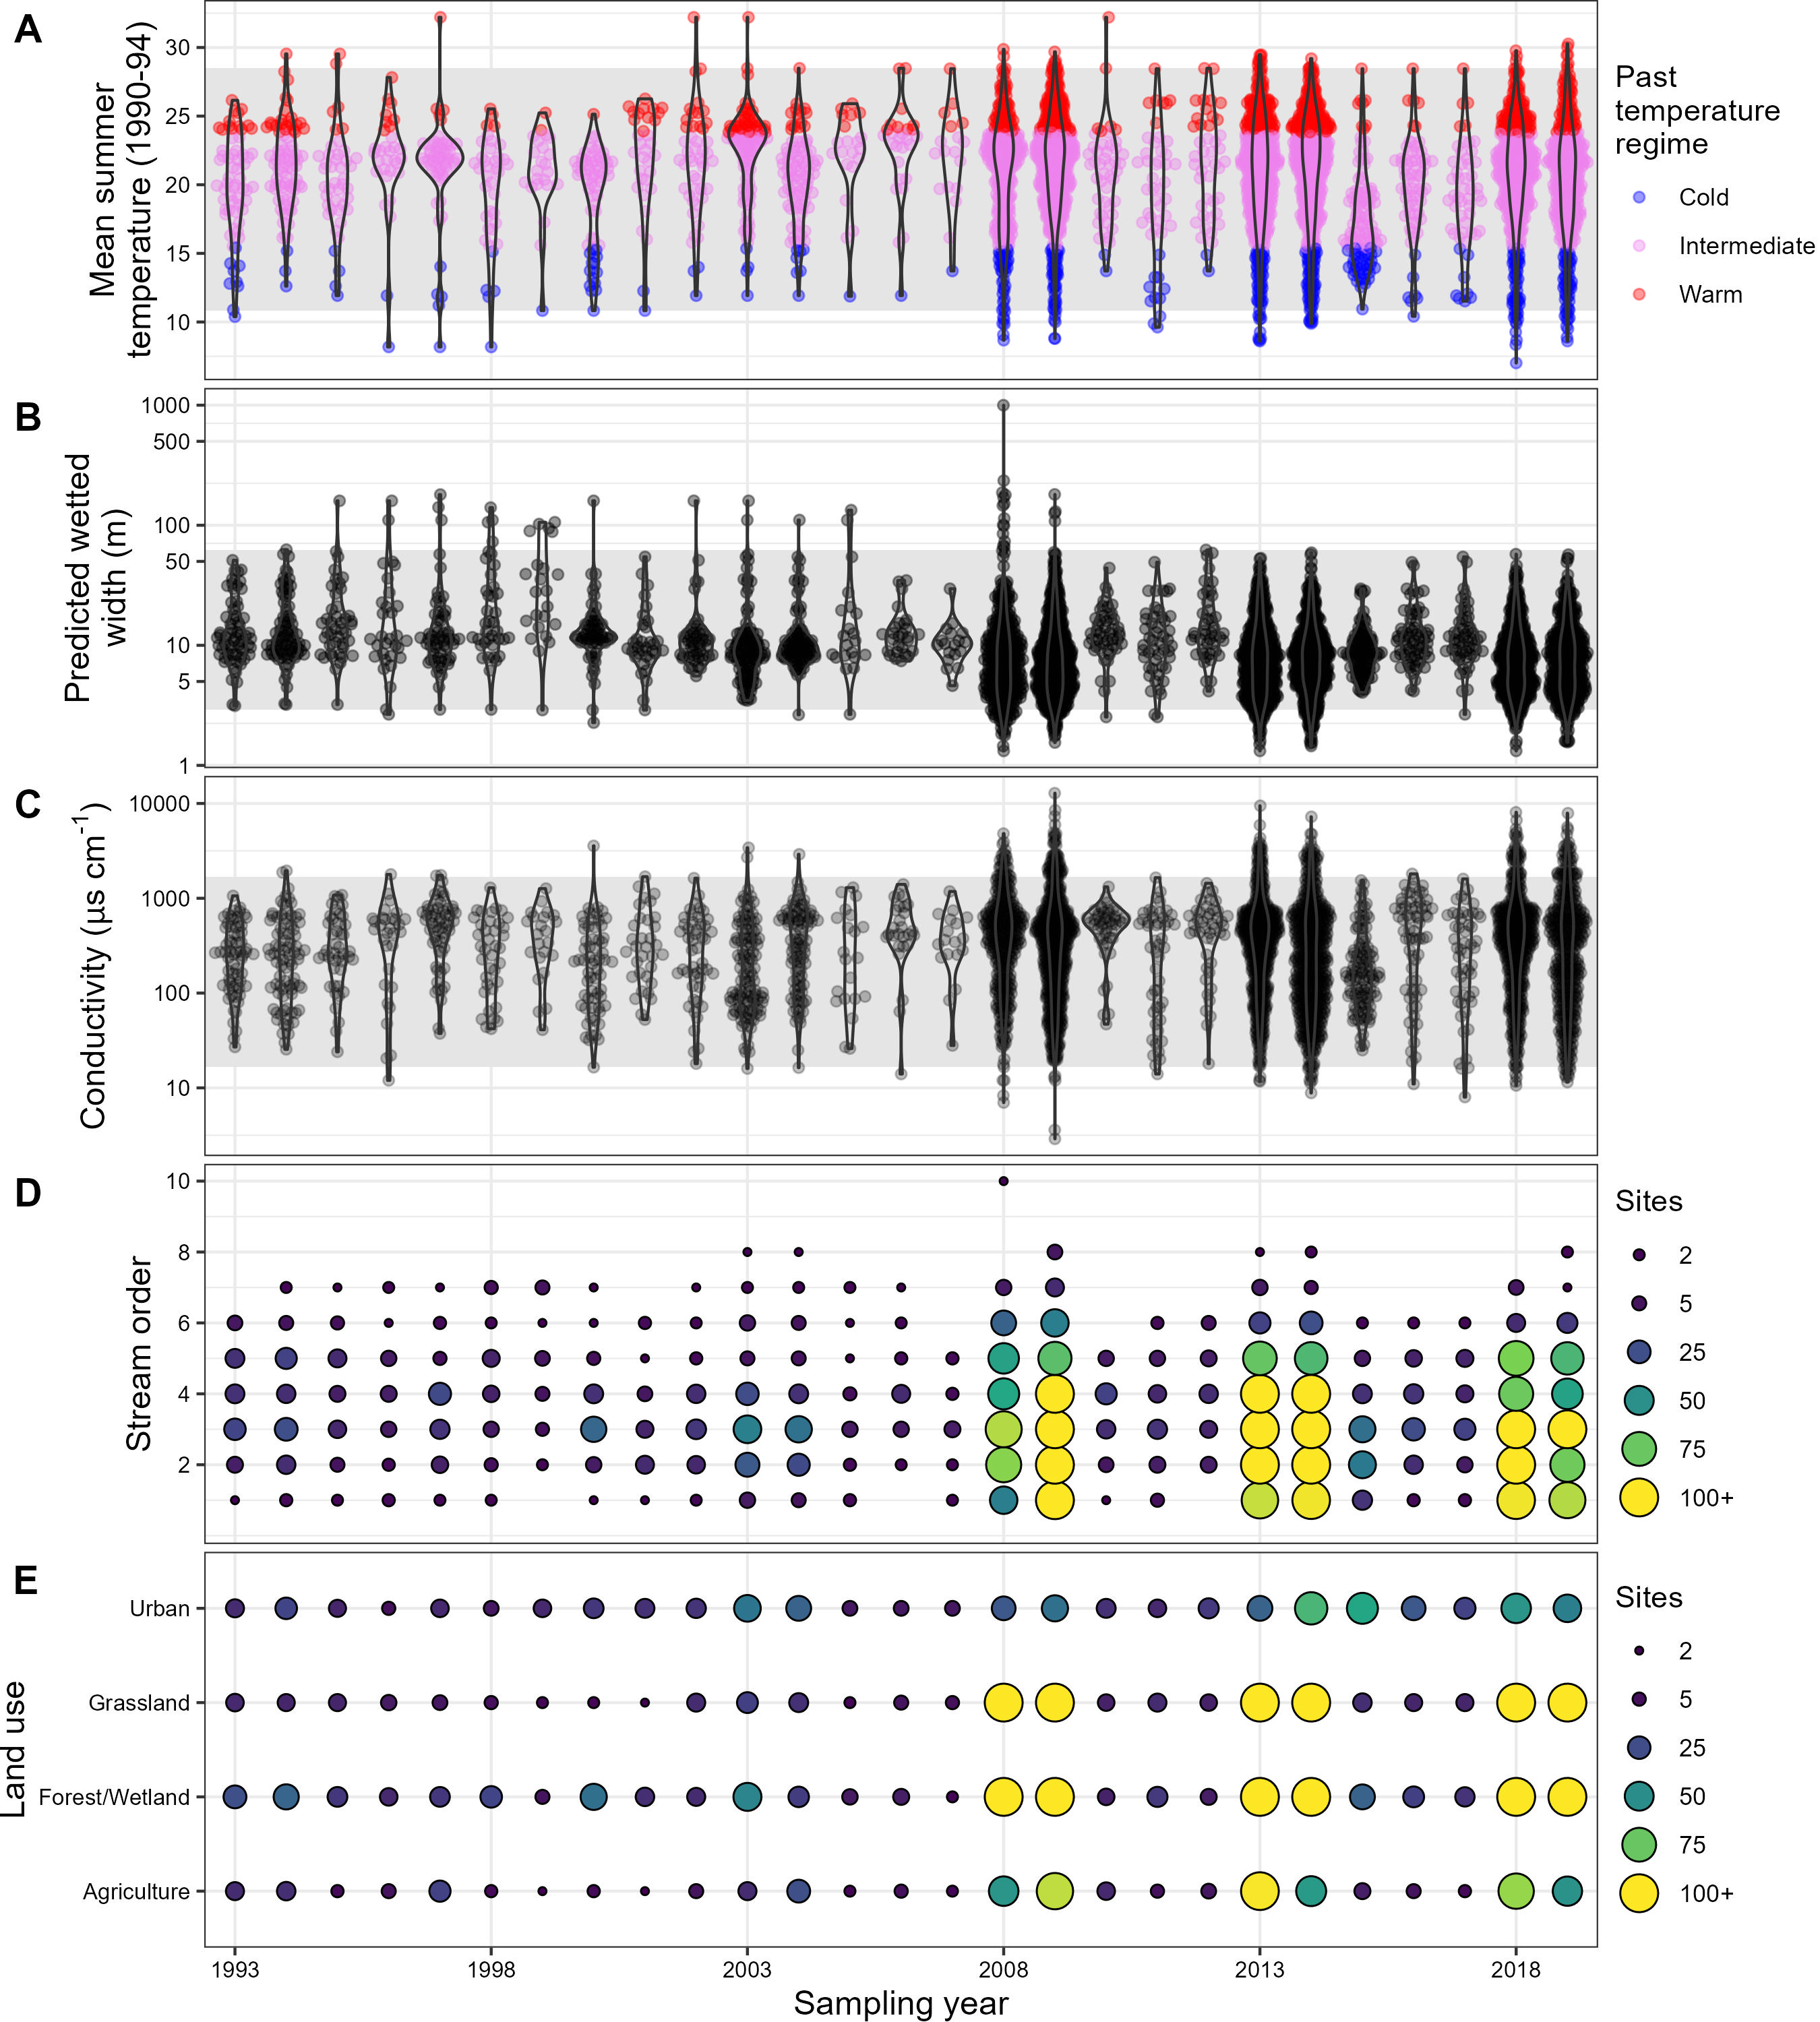 A
Mean summer
temperature (1990-94)
30
25
20
15
10
Past
temperature
regime
Cold
Intermediate
Warm
B
Predicted wetted
width (m)
1000
500
100
50
10
5
1
C
Conductivity (µs cm⁻¹)
10000
1000
100
10
D
Stream order
10
8
6
4
2
Sites
2
5
25
50
75
100+
E
Land use
Urban
Grassland
Forest/Wetland
Agriculture
Sites
2
5
25
50
75
100+
1993 1998 2003 2008 2013 2018
Sampling year